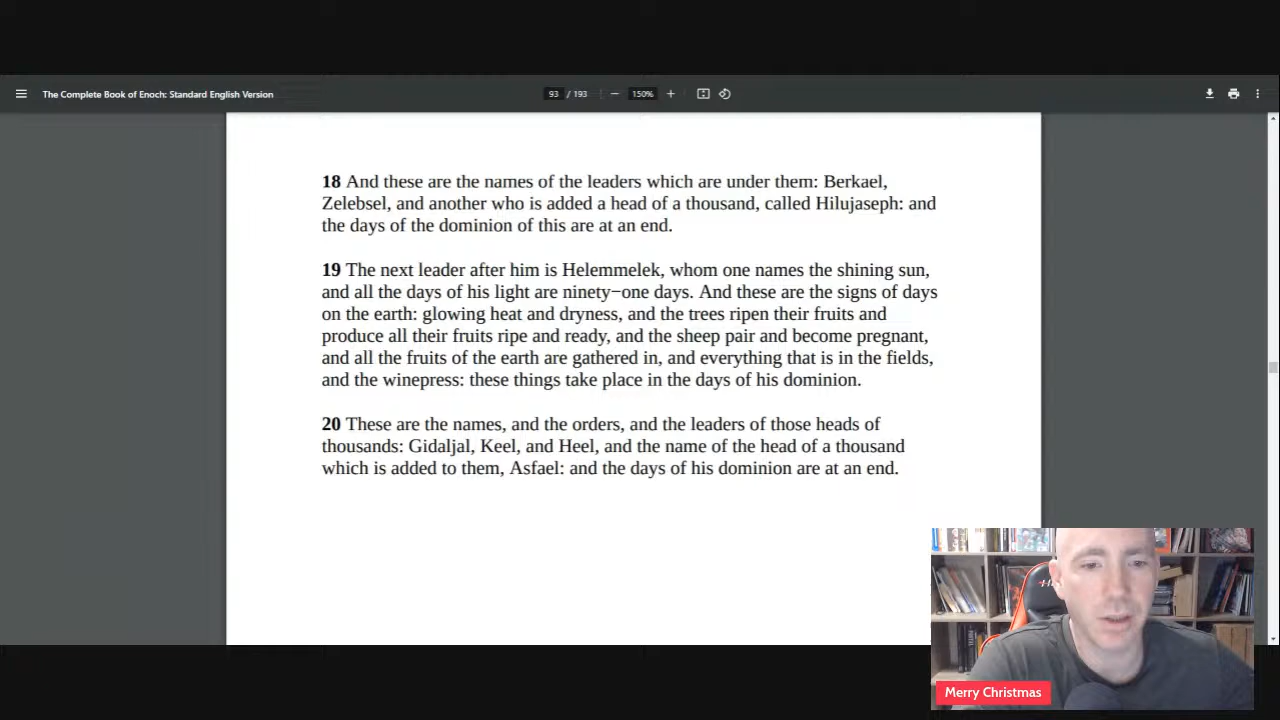 The Complete Book of Enoch: Standard English Version
93 / 193
150%
18 And these are the names of the leaders which are under them: Berkael,
Zelebsel, and another who is added a head of a thousand, called Hilujaseph: and
the days of the dominion of this are at an end.
19 The next leader after him is Helemmelek, whom one names the shining sun,
and all the days of his light are ninety−one days. And these are the signs of days
on the earth: glowing heat and dryness, and the trees ripen their fruits and
produce all their fruits ripe and ready, and the sheep pair and become pregnant,
and all the fruits of the earth are gathered in, and everything that is in the fields,
and the winepress: these things take place in the days of his dominion.
20 These are the names, and the orders, and the leaders of those heads of
thousands: Gidaljal, Keel, and Heel, and the name of the head of a thousand
which is added to them, Asfael: and the days of his dominion are at an end.
Merry Christmas